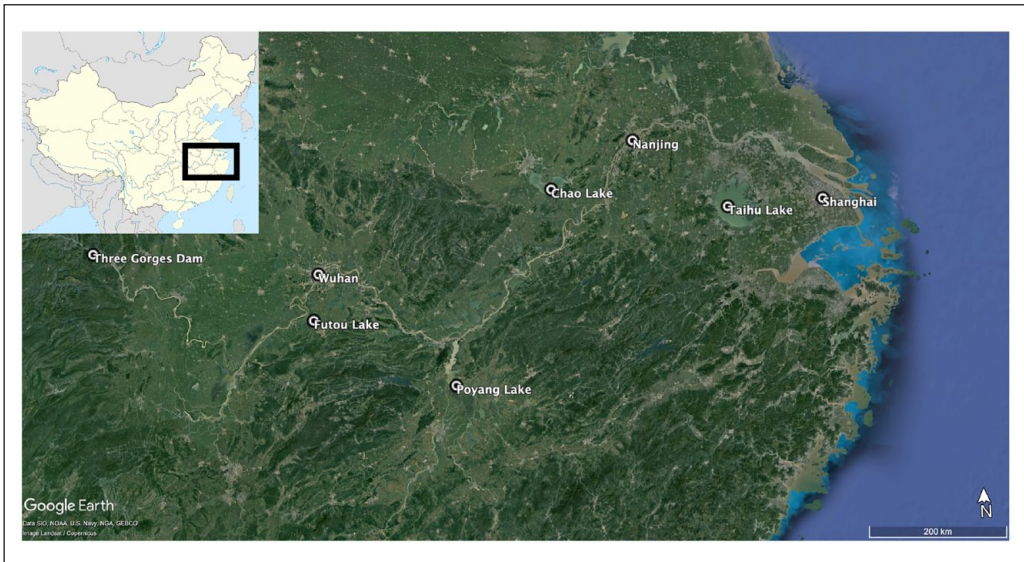 Nanjing
Chao Lake
Shanghai
Taihu Lake
Three Gorges Dam
Wuhan
Futou Lake
Poyang Lake
Google Earth
Data SIO, NOAA, U.S. Navy, NGA, GEBCO
Image Landsat / Copernicus
N
200 km